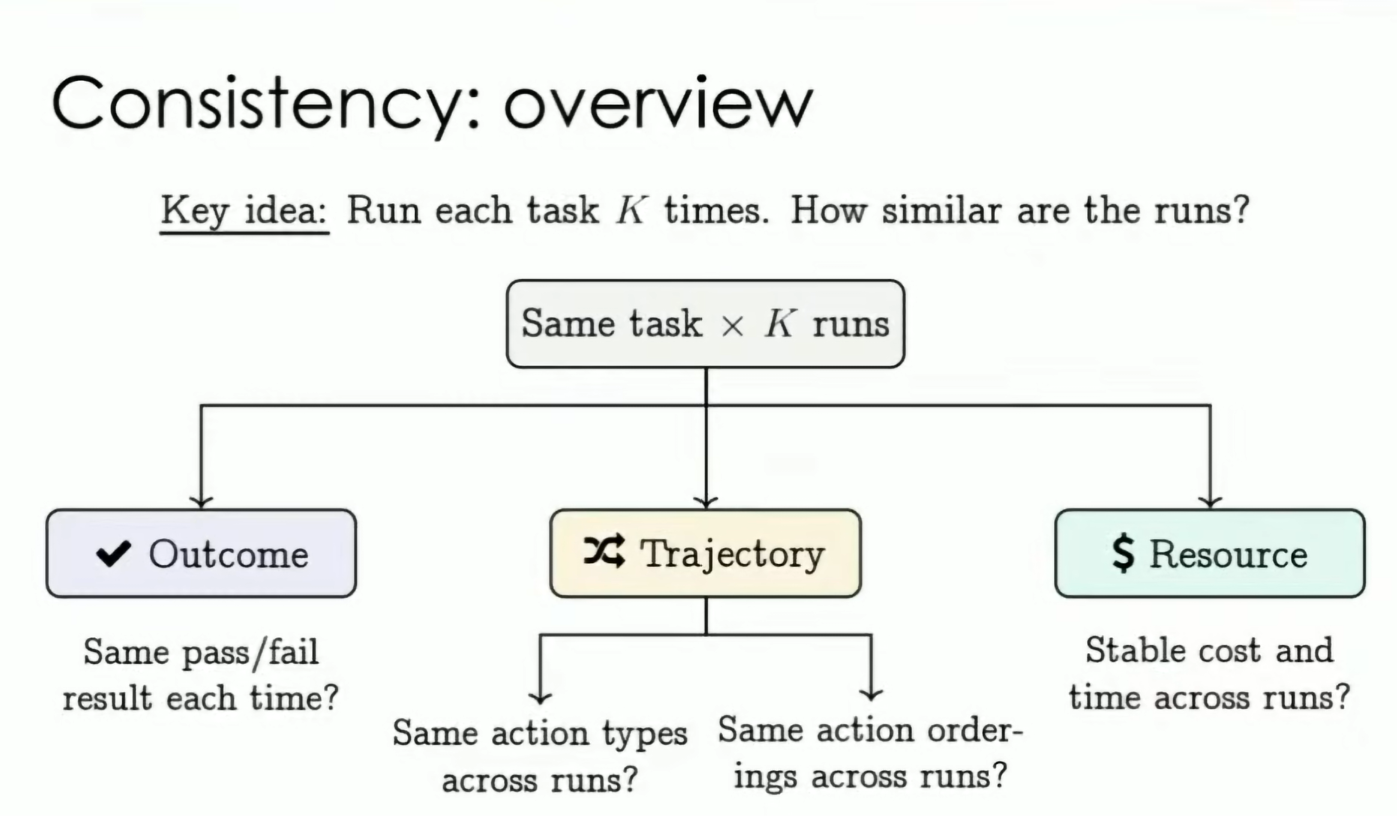 Consistency: overview
Key idea: Run each task K times. How similar are the runs?
Same task × K runs
✔ Outcome
Same pass/fail
result each time?
🔀 Trajectory
Same action types
across runs?
Same action order-
ings across runs?
$ Resource
Stable cost and
time across runs?